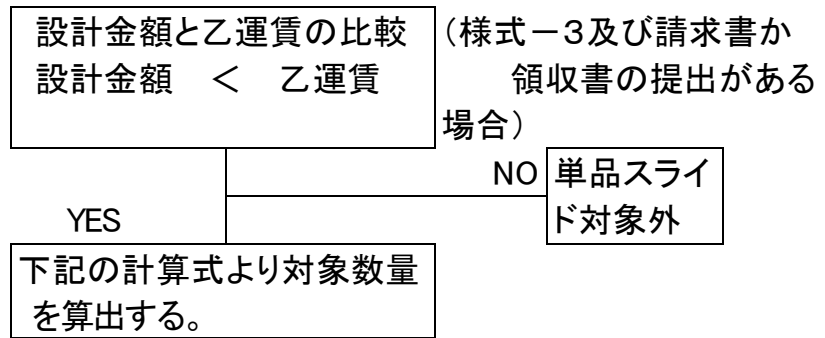 設計金額と乙運賃の比較
設計金額 < 乙運賃
(様式-3及び請求書か
領収書の提出がある
場合)
NO
単品スライ
ド対象外
YES
下記の計算式より対象数量
を算出する。